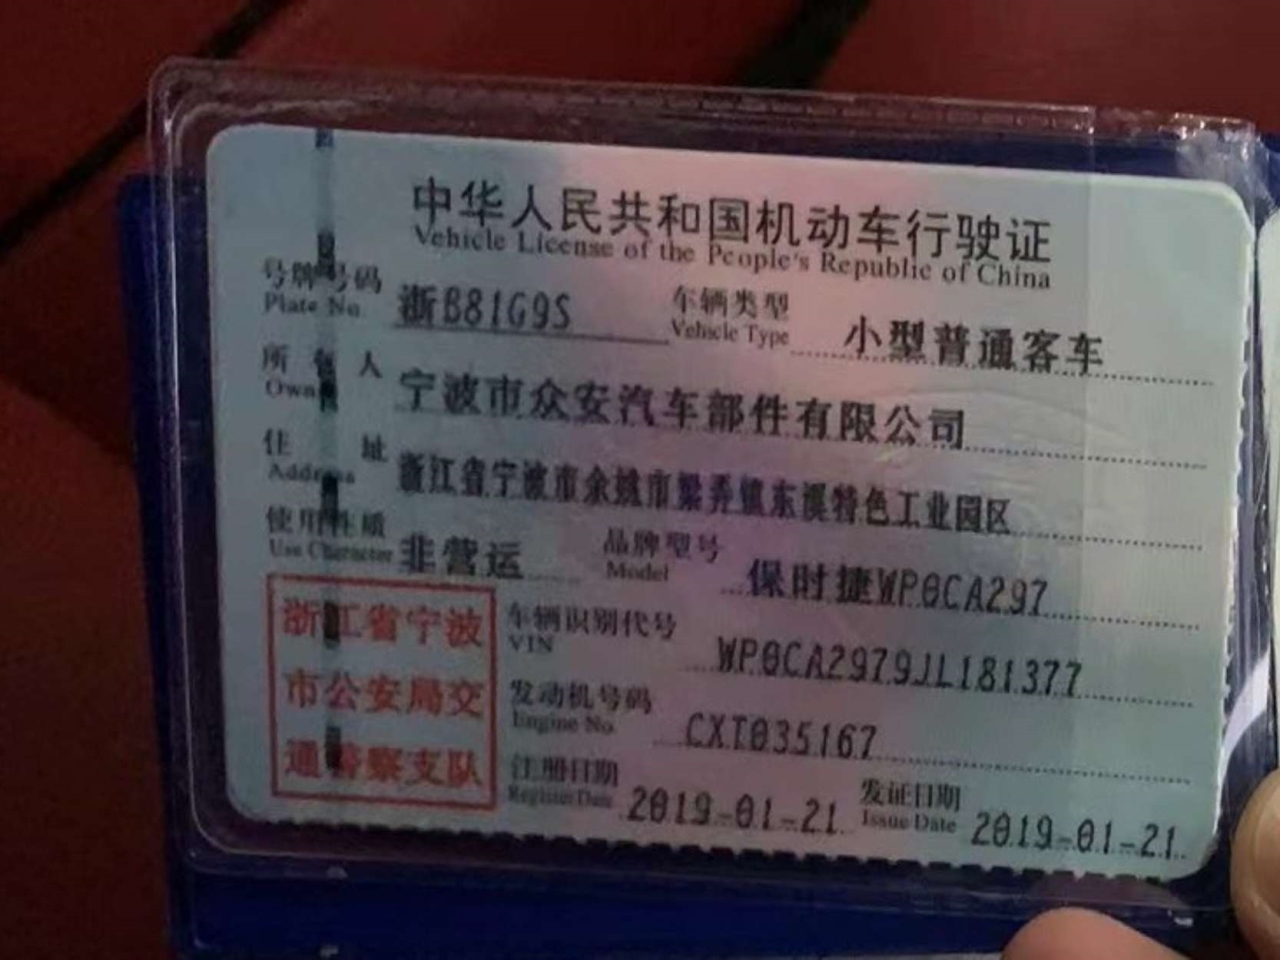 中华人民共和国机动车行驶证
Vehicle License of the People's Republic of China
号牌号码 浙B81G9S 车辆类型 小型普通客车
Plate No. Vehicle Type
所有人 宁波市众安汽车部件有限公司
Owner
住址 浙江省宁波市余姚市梁弄镇东溪特色工业园区
Address
使用性质 非营运 品牌型号 保时捷WP0CA297
Use Character Model
浙江省宁波 车辆识别代号 WP0CA2979JL181377
VIN
市公安局交 发动机号码 CXT035167
Engine No.
通警察支队 注册日期 2019-01-21 发证日期 2019-01-21
Register Date Issue Date